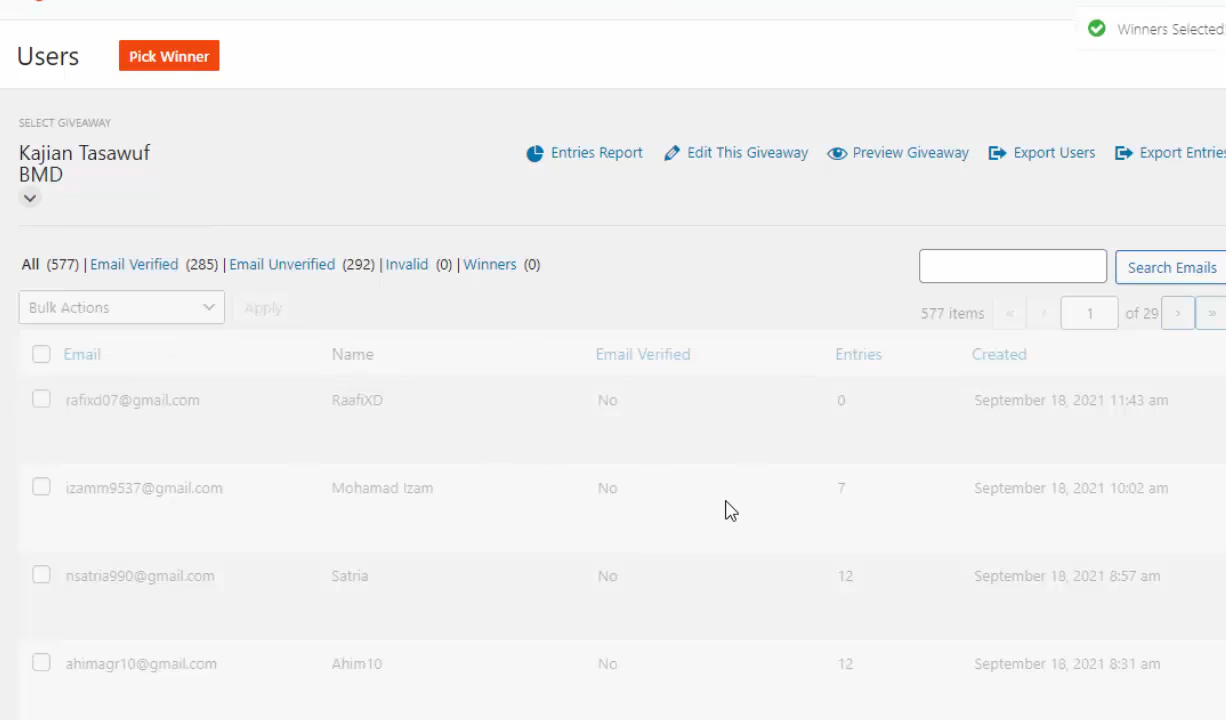 Users
Pick Winner
Winners Selected
SELECT GIVEAWAY
Kajian Tasawuf
BMD
Entries Report
Edit This Giveaway
Preview Giveaway
Export Users
Export Entries
All (577) | Email Verified (285) | Email Unverified (292) | Invalid (0) | Winners (0)
Search Emails
Bulk Actions
Apply
577 items « ‹ 1 of 29 › »
Email Name Email Verified Entries Created
rafixd07@gmail.com RaafiXD No 0 September 18, 2021 11:43 am
izamm9537@gmail.com Mohamad Izam No 7 September 18, 2021 10:02 am
nsatria990@gmail.com Satria No 12 September 18, 2021 8:57 am
ahimagr10@gmail.com Ahim10 No 12 September 18, 2021 8:31 am